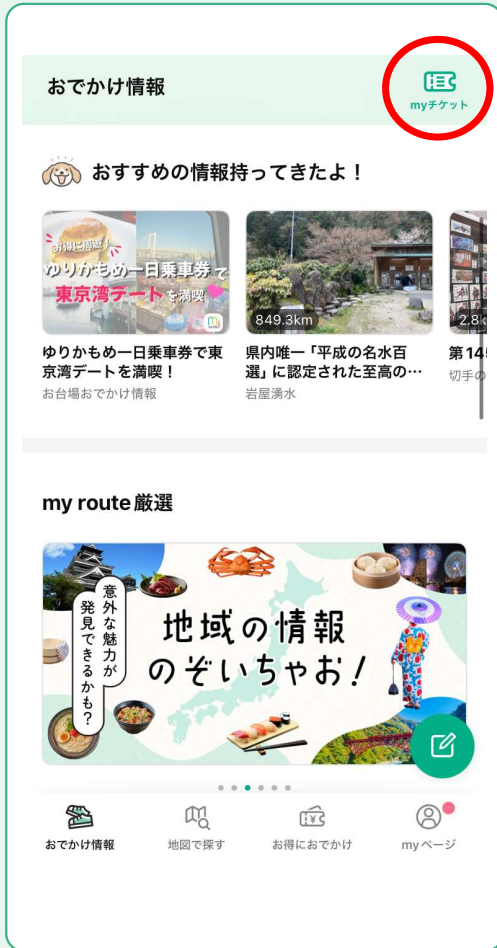 おでかけ情報
myチケット
おすすめの情報持ってきたよ！
お得に周遊！
ゆりかもめ一日乗車券で
東京湾デートを満喫
849.3km
2.8k
ゆりかもめ一日乗車券で東
京湾デートを満喫！
お台場おでかけ情報
県内唯一「平成の名水百
選」に認定された至高の…
岩屋湧水
第14
切手の
my route厳選
意外な魅力が
発見できるかも？
地域の情報
のぞいちゃお！
おでかけ情報
地図で探す
お得におでかけ
myページ